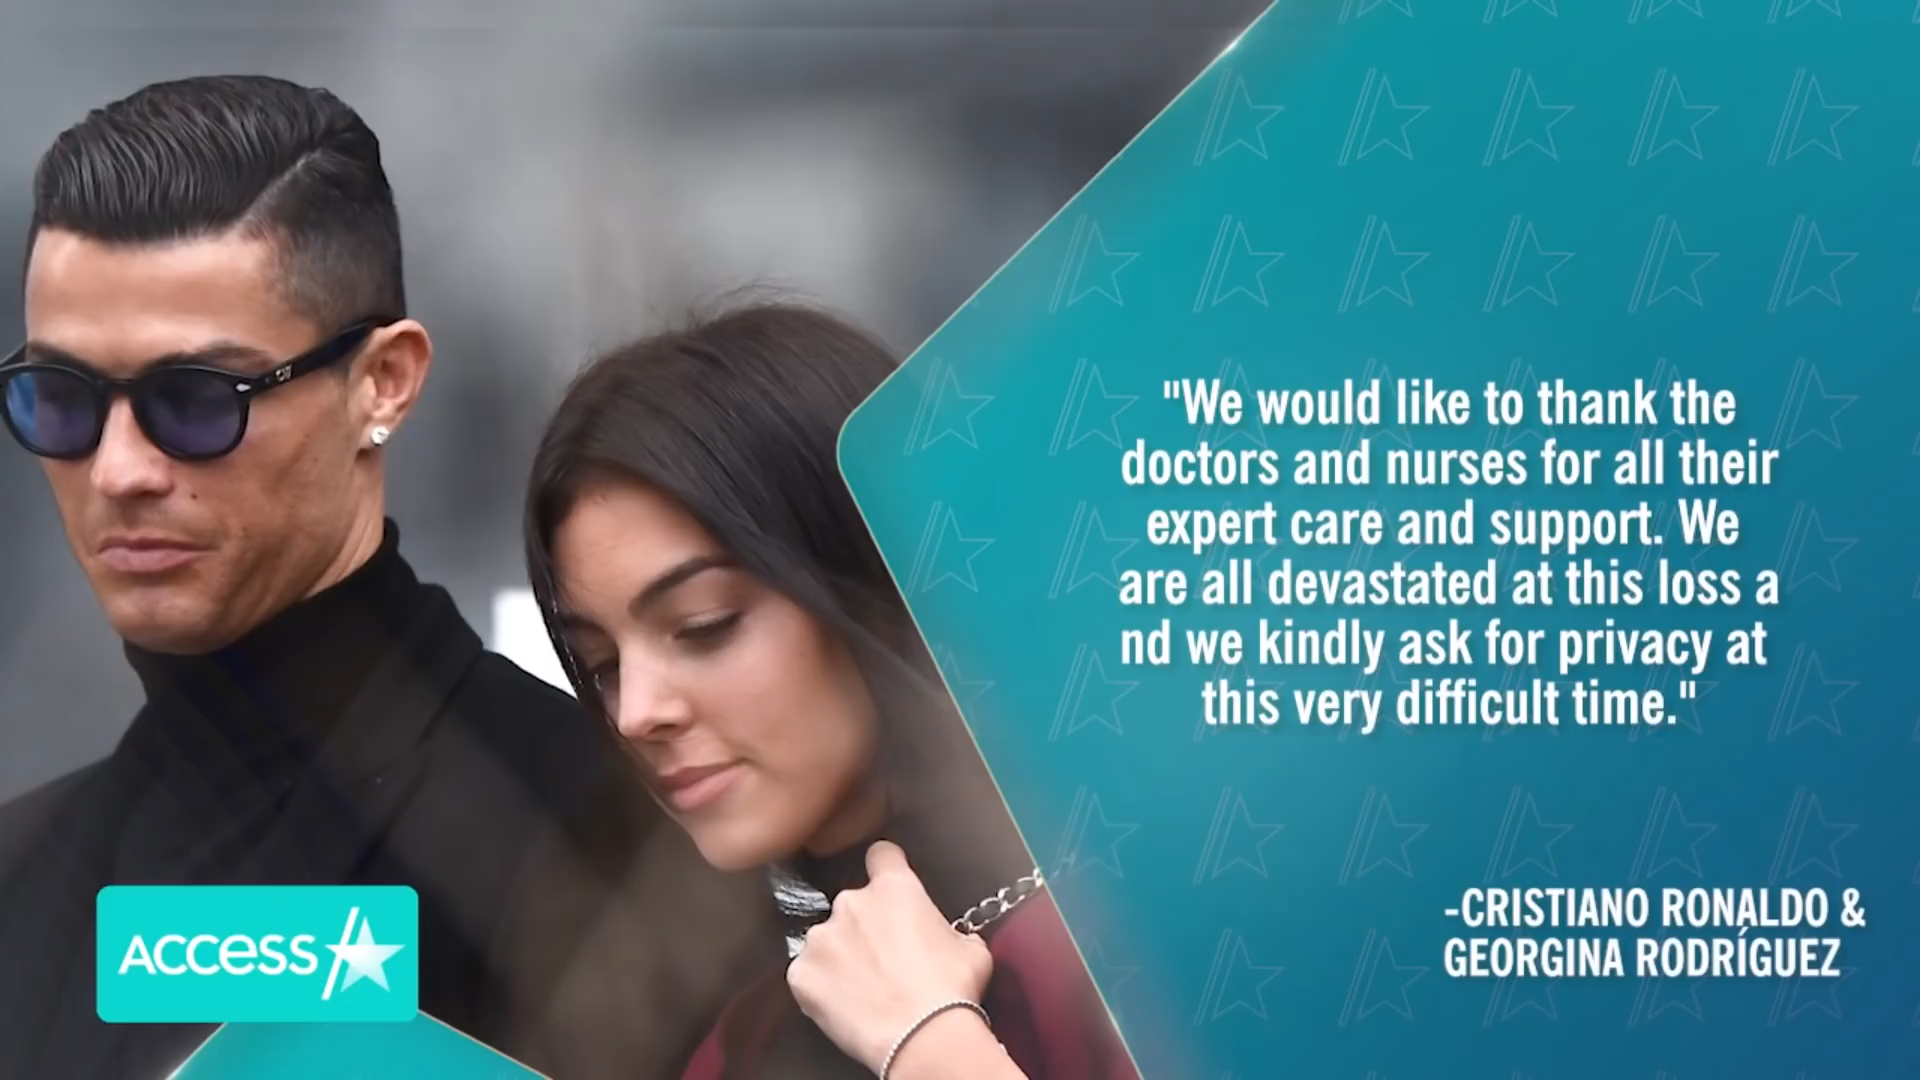 "We would like to thank the
doctors and nurses for all their
expert care and support. We
are all devastated at this loss a
nd we kindly ask for privacy at
this very difficult time."
-CRISTIANO RONALDO &
GEORGINA RODRÍGUEZ
ACCESS